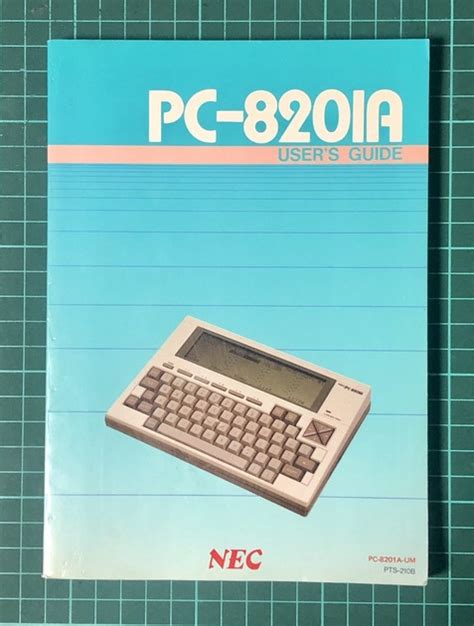 PC-8201A
USER'S GUIDE
NEC
PC-8201A-UM
PTS-210B